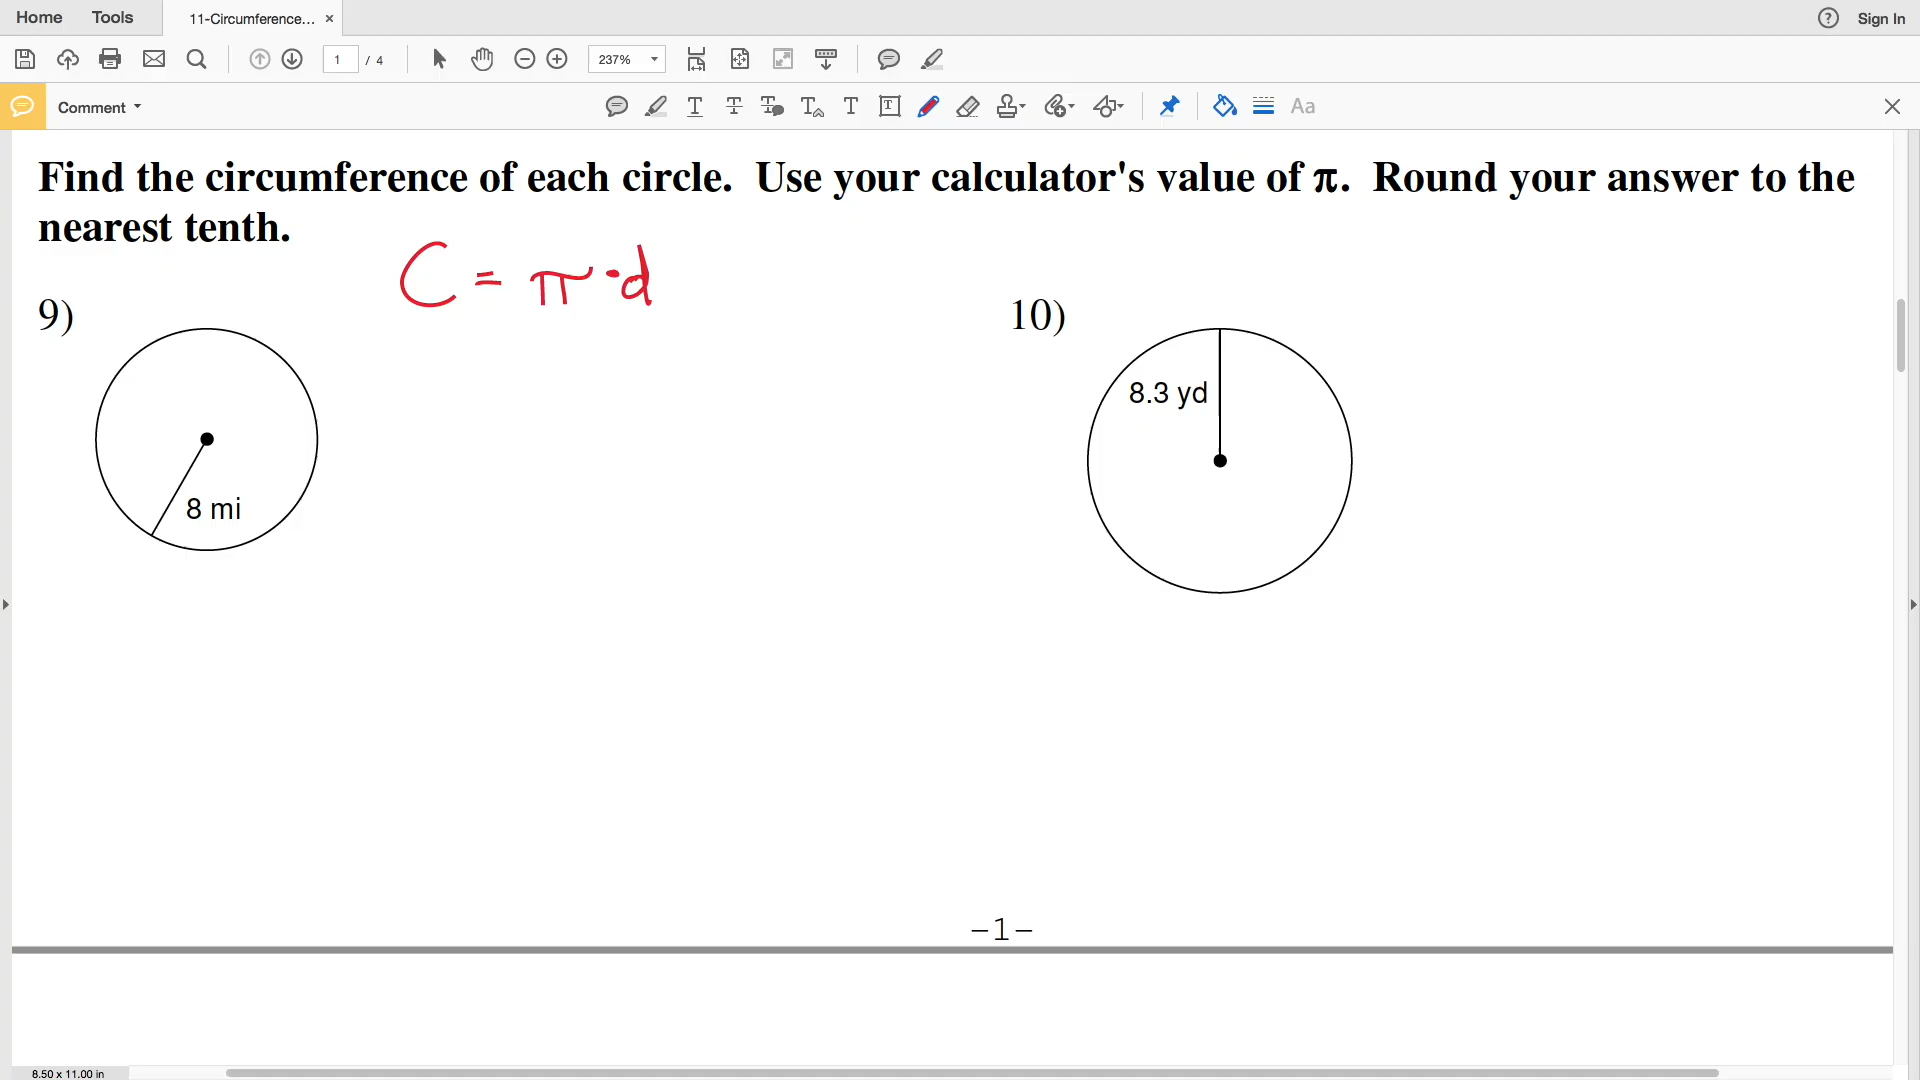 Home Tools 11-Circumference... × ? Sign In
1 / 4 237%
Comment T T T T T T Aa
Find the circumference of each circle. Use your calculator's value of π. Round your answer to the
nearest tenth.
C = π · d
9) 10)
8.3 yd
8 mi
-1-
8.50 x 11.00 in